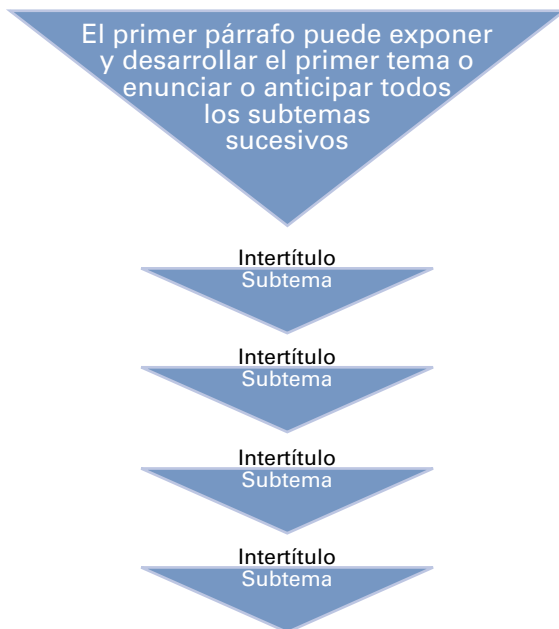 El primer párrafo puede exponer
y desarrollar el primer tema o
enunciar o anticipar todos
los subtemas
sucesivos
Intertítulo
Subtema
Intertítulo
Subtema
Intertítulo
Subtema
Intertítulo
Subtema